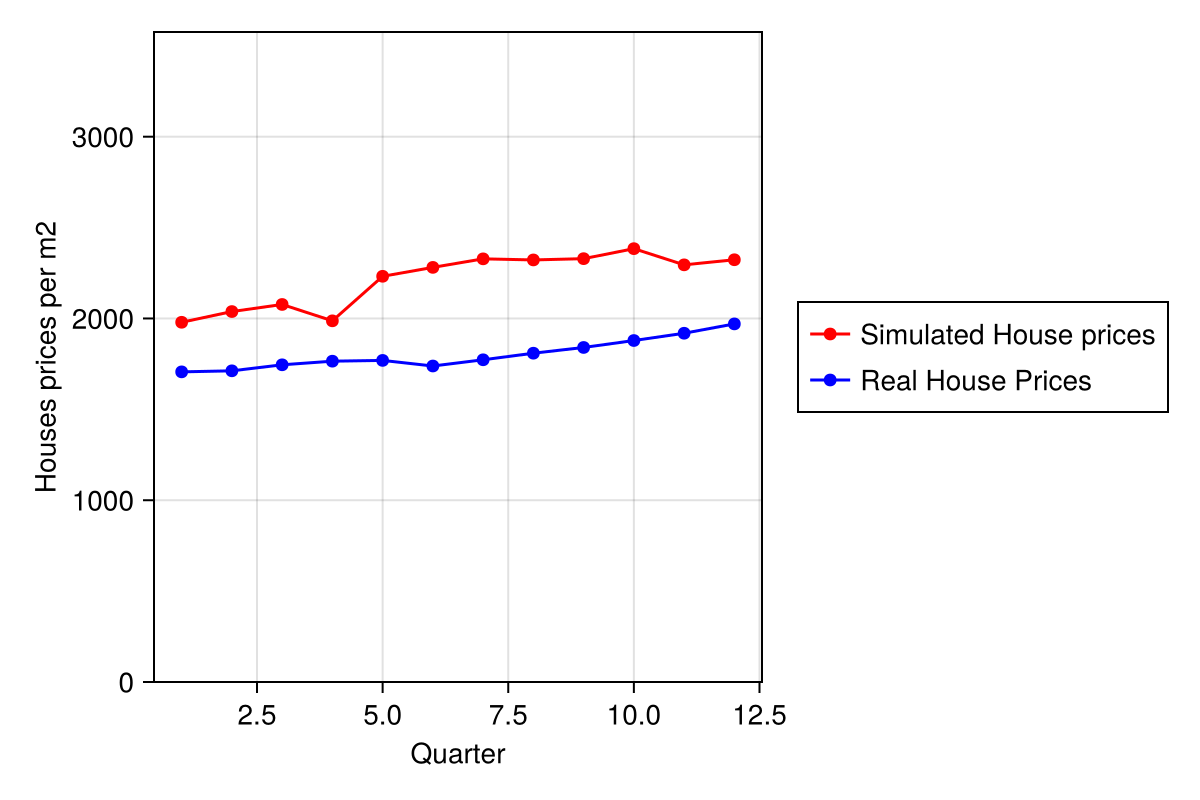 Houses prices per m2
3000
2000
1000
0
2.5 5.0 7.5 10.0 12.5
Quarter
Simulated House prices
Real House Prices